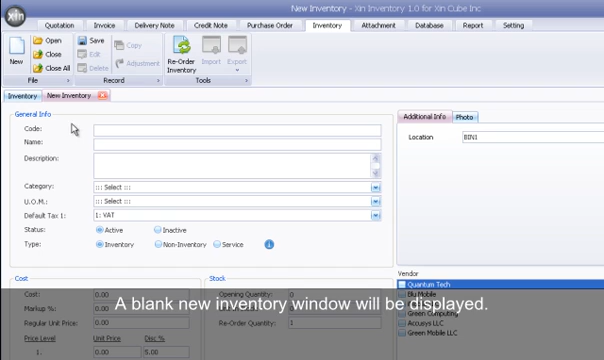 New Inventory - Xin Inventory 1.0 for Xin Cube Inc
xin
Quotation Invoice Delivery Note Credit Note Purchase Order Inventory Attachment Database Report Setting
New Open Close Close All Save Edit Delete Copy Adjustment Re-Order Inventory Import Export
File Record Tools
Inventory New Inventory
General Info
Code:
Name:
Description:
Category: ::: Select :::
U.O.M.: ::: Select :::
Default Tax 1: 1: VAT
Status: Active Inactive
Type: Inventory Non-Inventory Service
Additional Info Photo
Location BIN1
Cost
Cost: 0.00
Markup %: 0.00
Regular Unit Price: 0.00
Price Level Unit Price Disc %
1. 0.00 5.00
Stock
Opening Quantity: 0
Re-Order Quantity: 1
Vendor
Quantum Tech
Blu Mobile
Green Computing
Accusys LLC
Green Mobile LLC
A blank new inventory window will be displayed.